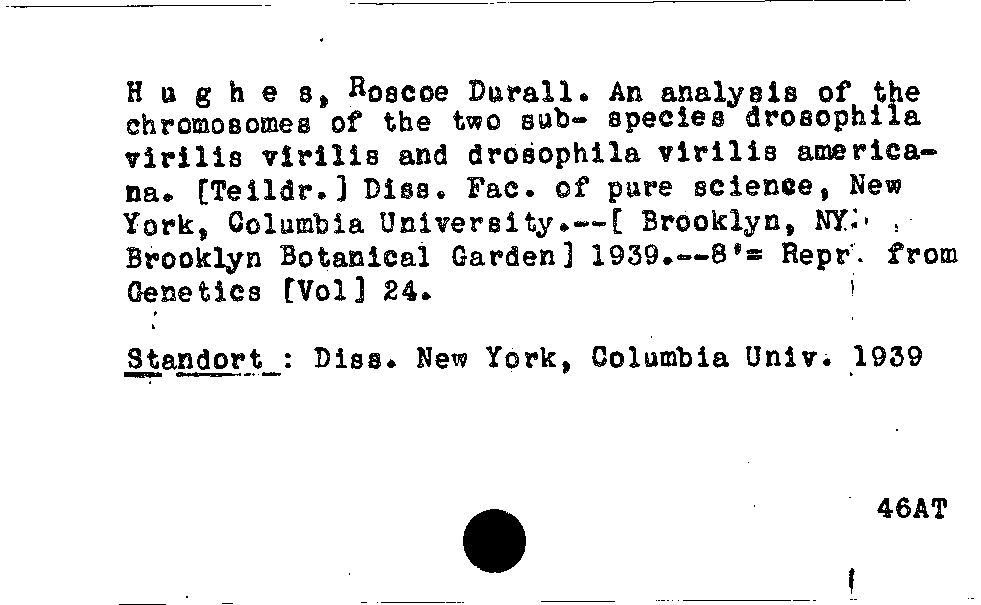 H u g h e s, Roscoe Durall. An analysis of the
chromosomes of the two sub- species drosophila
virilis virilis and drosophila virilis america-
na. [Teildr.] Diss. Fac. of pure science, New
York, Columbia University.--[ Brooklyn, NY:
Brooklyn Botanical Garden] 1939.--8'= Repr. from
Genetics [Vol] 24.
Standort : Diss. New York, Columbia Univ. 1939
46AT